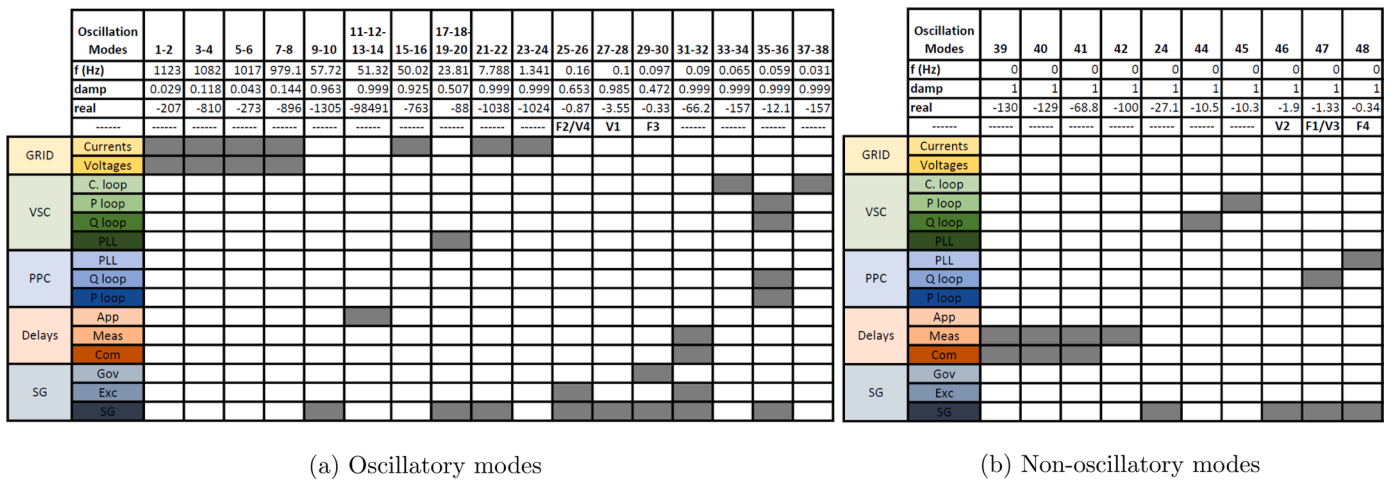 Oscillation Modes 1-2 3-4 5-6 7-8 9-10 11-12-13-14 15-16 17-18-19-20 21-22 23-24 25-26 27-28 29-30 31-32 33-34 35-36 37-38
f (Hz) 1123 1082 1017 979.1 57.72 51.32 50.02 23.81 7.788 1.341 0.16 0.1 0.097 0.09 0.065 0.059 0.031
damp 0.029 0.118 0.043 0.144 0.963 0.999 0.925 0.507 0.999 0.999 0.653 0.985 0.472 0.999 0.999 0.999 0.999
real -207 -810 -273 -896 -1305 -98491 -763 -88 -1038 -1024 -0.87 -3.55 -0.33 -66.2 -157 -12.1 -157
------ ------ ------ ------ ------ ------ ------ ------ ------ ------ ------ F2/V4 V1 F3 ------ ------ ------ ------
GRID
Currents
Voltages
VSC
C. loop
P loop
Q loop
PLL
PPC
PLL
Q loop
P loop
Delays
App
Meas
Com
SG
Gov
Exc
SG
(a) Oscillatory modes
Oscillation Modes 39 40 41 42 24 44 45 46 47 48
f (Hz) 0 0 0 0 0 0 0 0 0 0
damp 1 1 1 1 1 1 1 1 1 1
real -130 -129 -68.8 -100 -27.1 -10.5 -10.3 -1.9 -1.33 -0.34
------ ------ ------ ------ ------ ------ ------ ------ V2 F1/V3 F4
GRID
Currents
Voltages
VSC
C. loop
P loop
Q loop
PLL
PPC
PLL
Q loop
P loop
Delays
App
Meas
Com
SG
Gov
Exc
SG
(b) Non-oscillatory modes